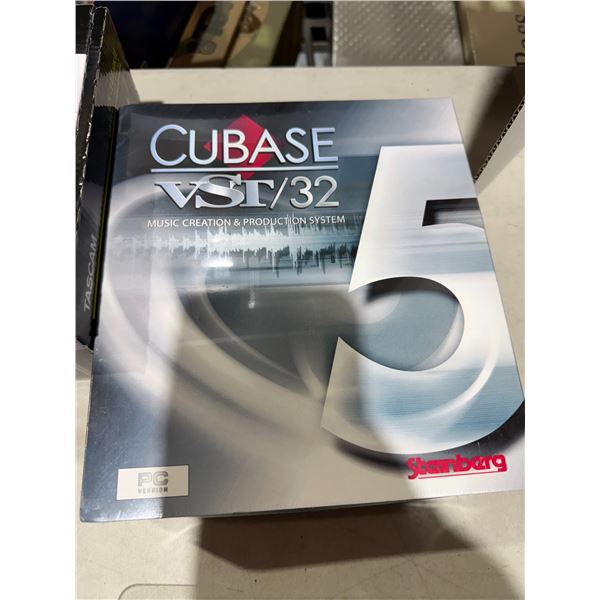 CUBASE
VST/32
MUSIC CREATION & PRODUCTION SYSTEM
5
Steinberg
PC
VERSION
TASCAM